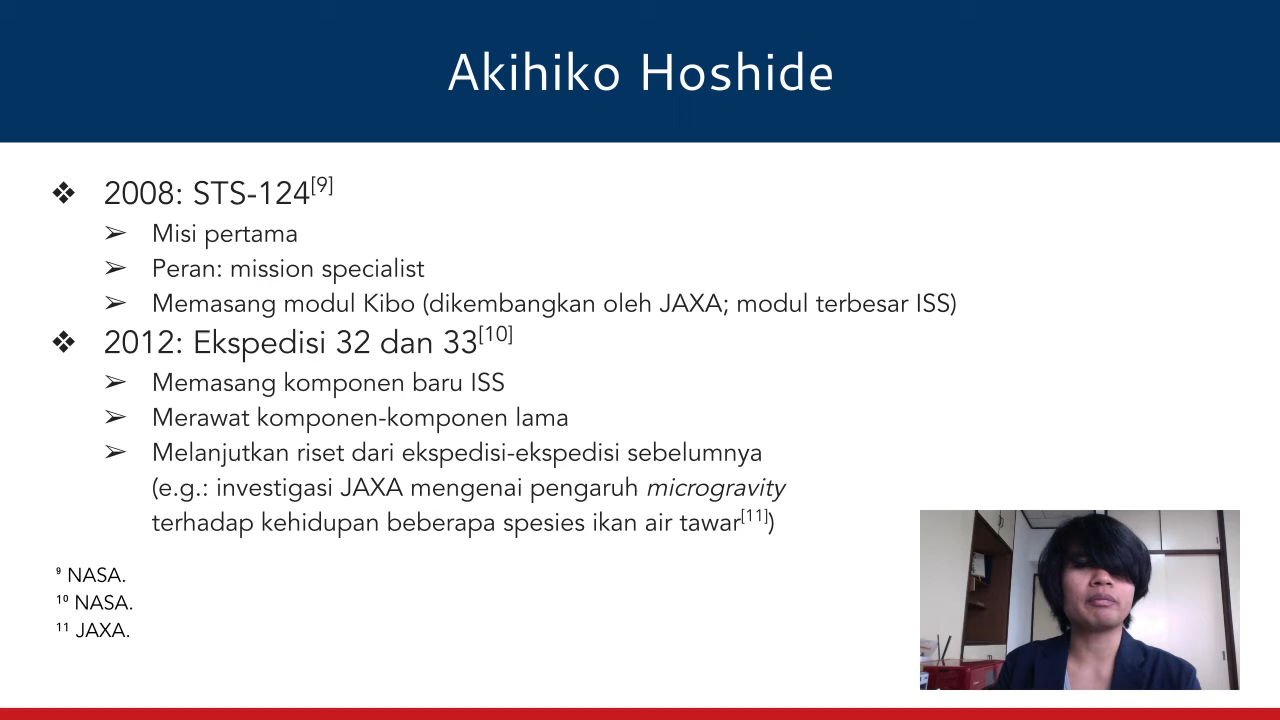 Akihiko Hoshide
❖ 2008: STS-124[9]
➢ Misi pertama
➢ Peran: mission specialist
➢ Memasang modul Kibo (dikembangkan oleh JAXA; modul terbesar ISS)
❖ 2012: Ekspedisi 32 dan 33[10]
➢ Memasang komponen baru ISS
➢ Merawat komponen-komponen lama
➢ Melanjutkan riset dari ekspedisi-ekspedisi sebelumnya
(e.g.: investigasi JAXA mengenai pengaruh microgravity
terhadap kehidupan beberapa spesies ikan air tawar[11])
⁹ NASA.
¹⁰ NASA.
¹¹ JAXA.